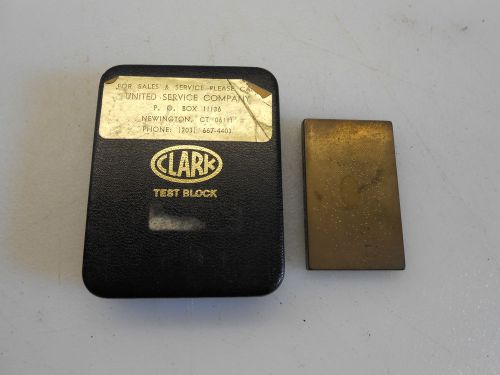 FOR SALES & SERVICE PLEASE CA
UNITED SERVICE COMPANY
P. O. BOX 11136
NEWINGTON, CT 06111
PHONE: (203) 667-4403
CLARK
TEST BLOCK